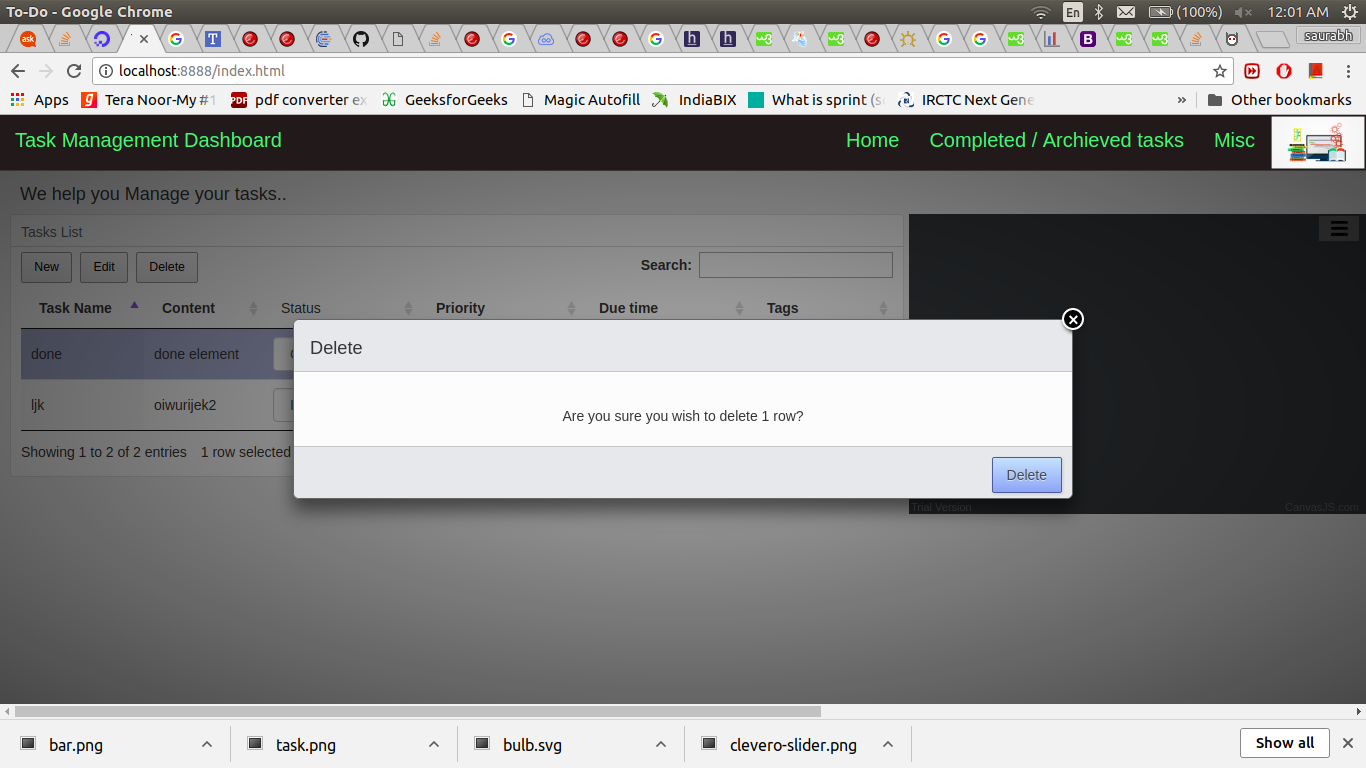 To-Do - Google Chrome
En (100%) 12:01 AM
ask T h h w3 w3 B w3 w3 saurabh
localhost:8888/index.html
Apps Tera Noor-My #1 pdf converter ex GeeksforGeeks Magic Autofill IndiaBIX What is sprint (s IRCTC Next Gene » Other bookmarks
Task Management Dashboard Home Completed / Archieved tasks Misc
We help you Manage your tasks..
Tasks List
New Edit Delete Search:
Task Name Content Status Priority Due time Tags
done done element
ljk oiwurijek2
Showing 1 to 2 of 2 entries 1 row selected
Delete
Are you sure you wish to delete 1 row?
Delete
Trial Version CanvasJS.com
bar.png task.png bulb.svg clevero-slider.png Show all